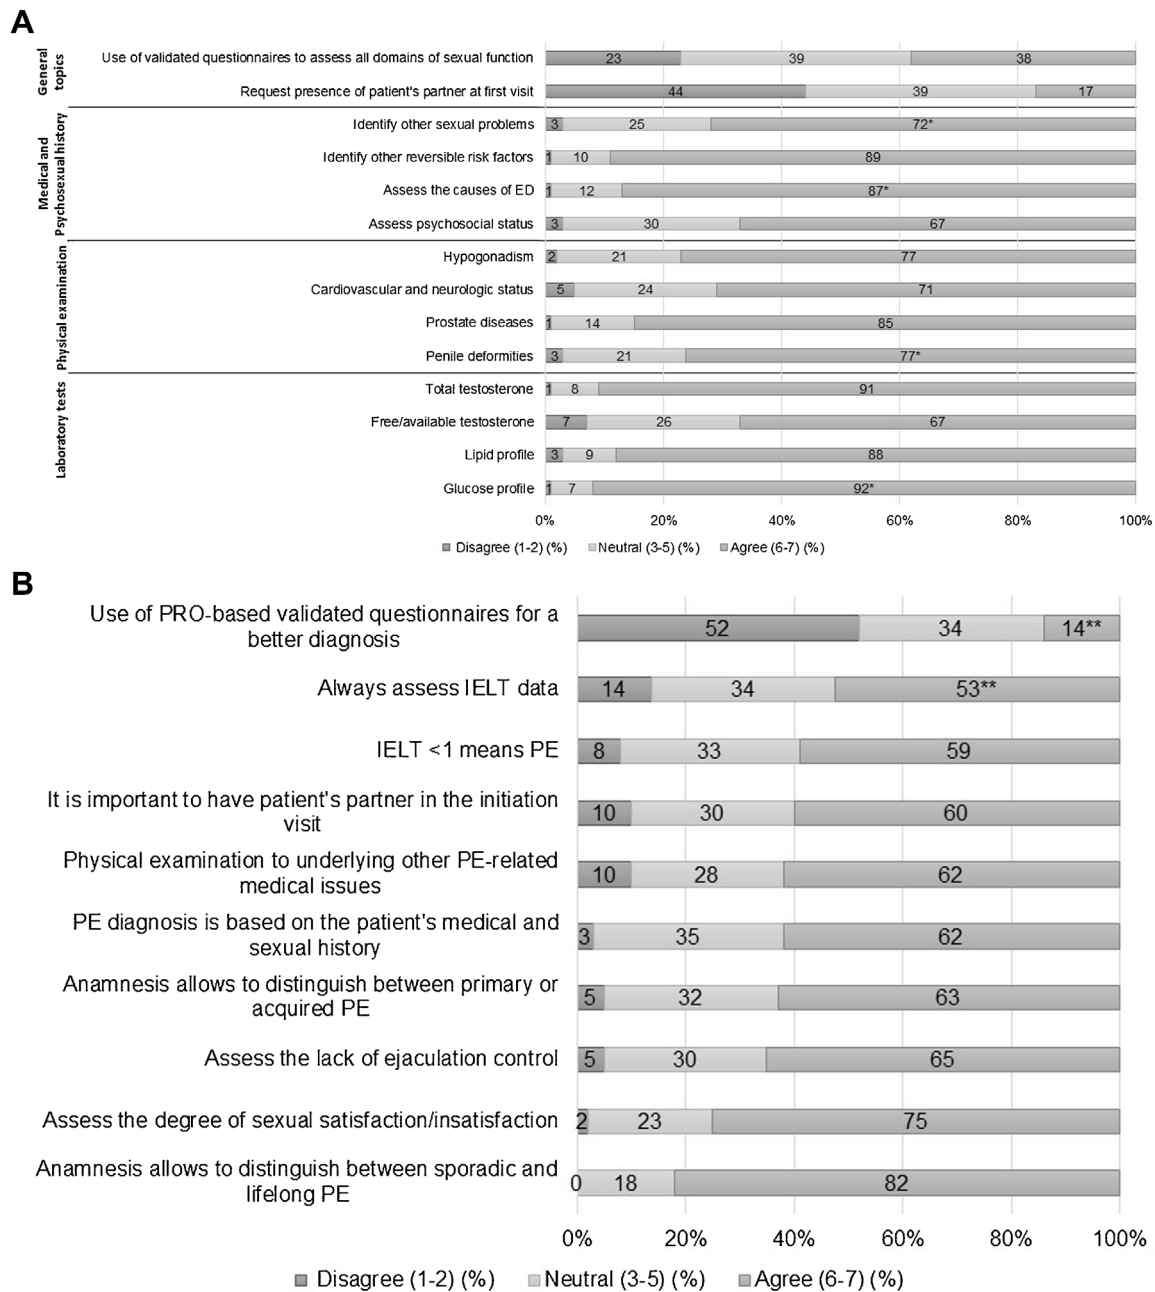 A
General
topics
Use of validated questionnaires to assess all domains of sexual function 23 39 38
Request presence of patient's partner at first visit 44 39 17
Medical and
Psychosexual history
Identify other sexual problems 3 25 72*
Identify other reversible risk factors 1 10 89
Assess the causes of ED 1 12 87*
Assess psychosocial status 3 30 67
Physical examination
Hypogonadism 2 21 77
Cardiovascular and neurologic status 5 24 71
Prostate diseases 1 14 85
Penile deformities 3 21 77*
Laboratory tests
Total testosterone 1 8 91
Free/available testosterone 7 26 67
Lipid profile 3 9 88
Glucose profile 1 7 92*
0% 20% 40% 60% 80% 100%
Disagree (1-2) (%) Neutral (3-5) (%) Agree (6-7) (%)
B
Use of PRO-based validated questionnaires for a
better diagnosis
52 34 14**
Always assess IELT data 14 34 53**
IELT <1 means PE 8 33 59
It is important to have patient's partner in the initiation
visit
10 30 60
Physical examination to underlying other PE-related
medical issues
10 28 62
PE diagnosis is based on the patient's medical and
sexual history
3 35 62
Anamnesis allows to distinguish between primary or
acquired PE
5 32 63
Assess the lack of ejaculation control 5 30 65
Assess the degree of sexual satisfaction/insatisfaction 2 23 75
Anamnesis allows to distinguish between sporadic and
lifelong PE
0 18 82
0% 20% 40% 60% 80% 100%
Disagree (1-2) (%) Neutral (3-5) (%) Agree (6-7) (%)